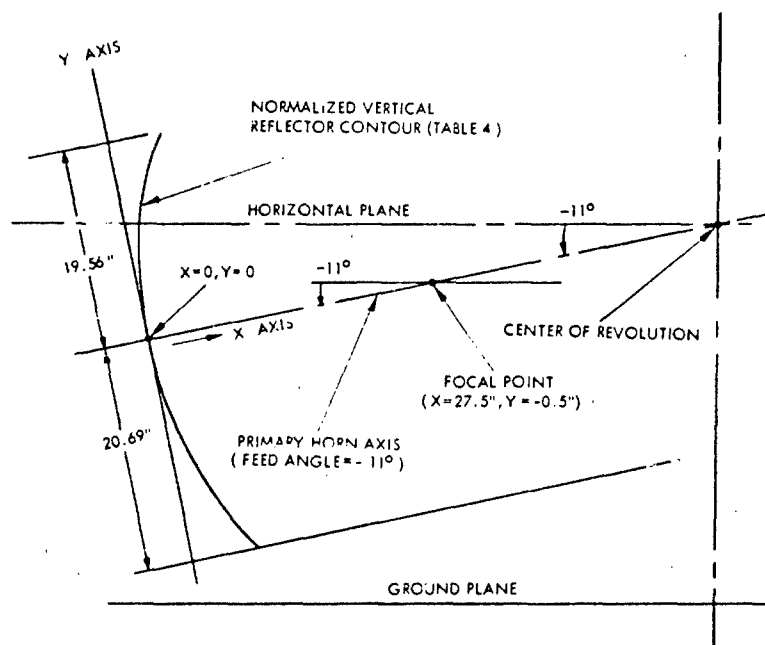 Y AXIS
NORMALIZED VERTICAL
REFLECTOR CONTOUR (TABLE 4)
HORIZONTAL PLANE
-11°
19.56"
X=0, Y=0
-11°
X AXIS
CENTER OF REVOLUTION
FOCAL POINT
(X=27.5", Y=-0.5")
20.69"
PRIMARY HORN AXIS
(FEED ANGLE=-11°)
GROUND PLANE